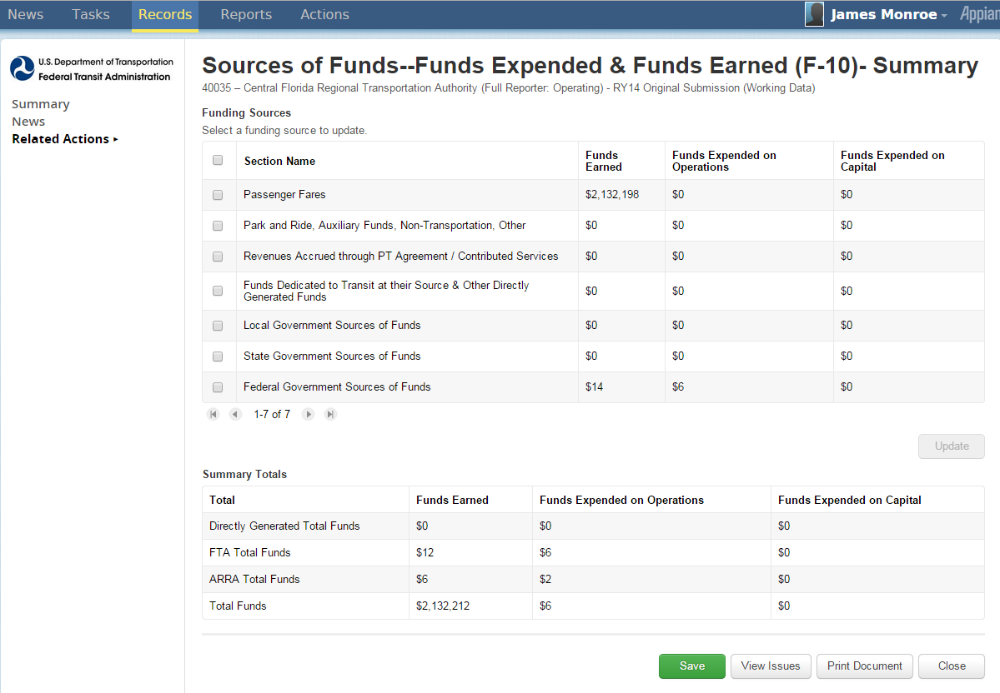 News Tasks Records Reports Actions James Monroe Appian
U.S. Department of Transportation
Federal Transit Administration
Summary
News
Related Actions
Sources of Funds--Funds Expended & Funds Earned (F-10)- Summary
40035 – Central Florida Regional Transportation Authority (Full Reporter: Operating) - RY14 Original Submission (Working Data)
Funding Sources
Select a funding source to update.
Section Name Funds Earned Funds Expended on Operations Funds Expended on Capital
Passenger Fares $2,132,198 $0 $0
Park and Ride, Auxiliary Funds, Non-Transportation, Other $0 $0 $0
Revenues Accrued through PT Agreement / Contributed Services $0 $0 $0
Funds Dedicated to Transit at their Source & Other Directly Generated Funds $0 $0 $0
Local Government Sources of Funds $0 $0 $0
State Government Sources of Funds $0 $0 $0
Federal Government Sources of Funds $14 $6 $0
1-7 of 7
Update
Summary Totals
Total Funds Earned Funds Expended on Operations Funds Expended on Capital
Directly Generated Total Funds $0 $0 $0
FTA Total Funds $12 $6 $0
ARRA Total Funds $6 $2 $0
Total Funds $2,132,212 $6 $0
Save View Issues Print Document Close